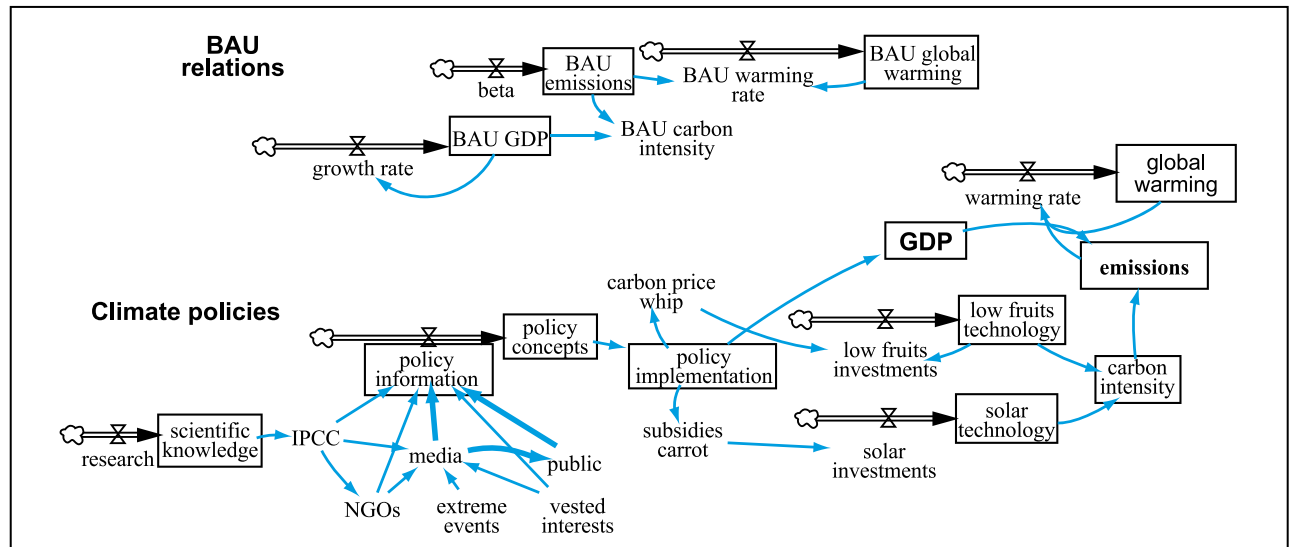 BAU
relations
beta
BAU
emissions
BAU warming
rate
BAU global
warming
growth rate
BAU GDP
BAU carbon
intensity
warming rate
global
warming
GDP
emissions
Climate policies
carbon price
whip
policy
concepts
policy
information
policy
implementation
low fruits
technology
low fruits
investments
carbon
intensity
research
scientific
knowledge
IPCC
media
public
NGOs
extreme
events
vested
interests
subsidies
carrot
solar
investments
solar
technology